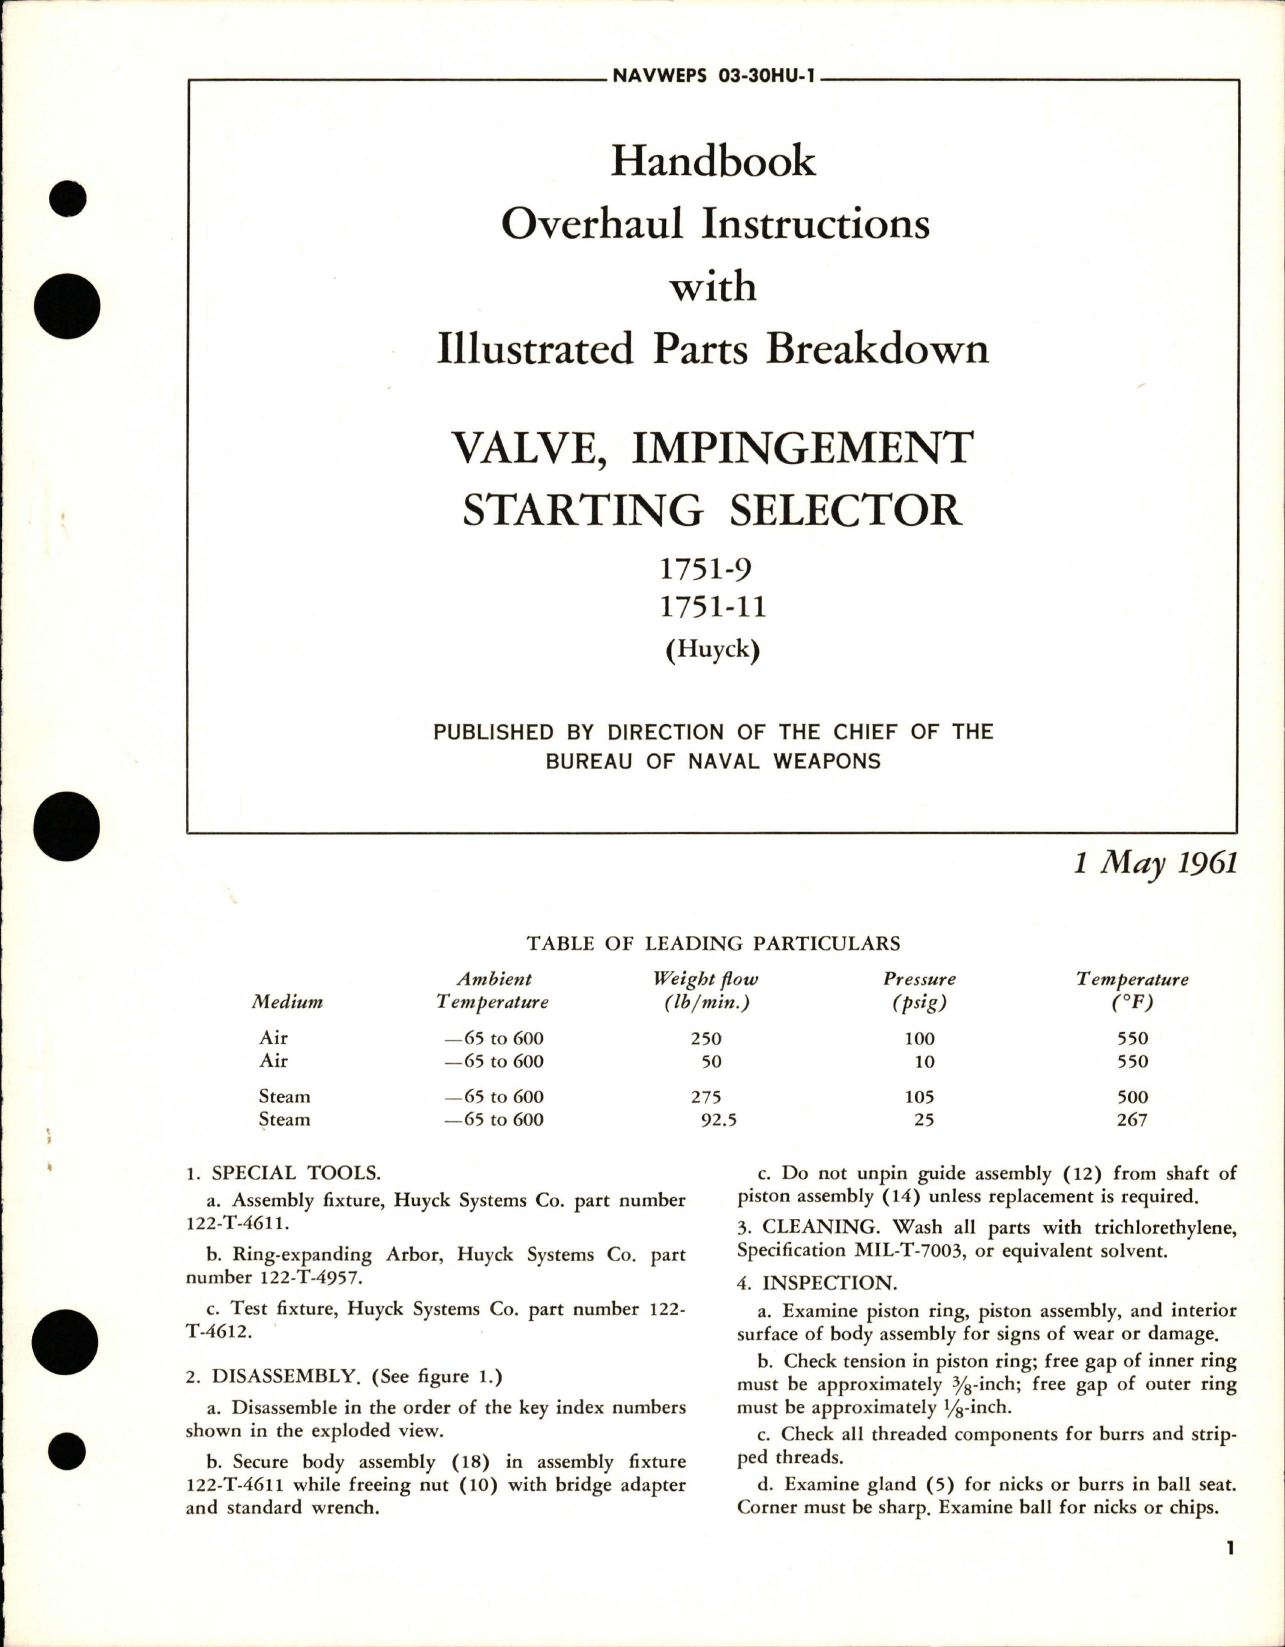 NAVWEPS 03-30HU-1
Handbook
Overhaul Instructions
with
Illustrated Parts Breakdown
VALVE, IMPINGEMENT
STARTING SELECTOR
1751-9
1751-11
(Huyck)
PUBLISHED BY DIRECTION OF THE CHIEF OF THE
BUREAU OF NAVAL WEAPONS
1 May 1961
TABLE OF LEADING PARTICULARS
Ambient Weight flow Pressure Temperature
Medium Temperature (lb/min.) (psig) (°F)
Air —65 to 600 250 100 550
Air —65 to 600 50 10 550
Steam —65 to 600 275 105 500
Steam —65 to 600 92.5 25 267
1. SPECIAL TOOLS.
a. Assembly fixture, Huyck Systems Co. part number
122-T-4611.
b. Ring-expanding Arbor, Huyck Systems Co. part
number 122-T-4957.
c. Test fixture, Huyck Systems Co. part number 122-
T-4612.
2. DISASSEMBLY. (See figure 1.)
a. Disassemble in the order of the key index numbers
shown in the exploded view.
b. Secure body assembly (18) in assembly fixture
122-T-4611 while freeing nut (10) with bridge adapter
and standard wrench.
c. Do not unpin guide assembly (12) from shaft of
piston assembly (14) unless replacement is required.
3. CLEANING. Wash all parts with trichlorethylene,
Specification MIL-T-7003, or equivalent solvent.
4. INSPECTION.
a. Examine piston ring, piston assembly, and interior
surface of body assembly for signs of wear or damage.
b. Check tension in piston ring; free gap of inner ring
must be approximately ⅜-inch; free gap of outer ring
must be approximately ⅛-inch.
c. Check all threaded components for burrs and strip-
ped threads.
d. Examine gland (5) for nicks or burrs in ball seat.
Corner must be sharp. Examine ball for nicks or chips.
1